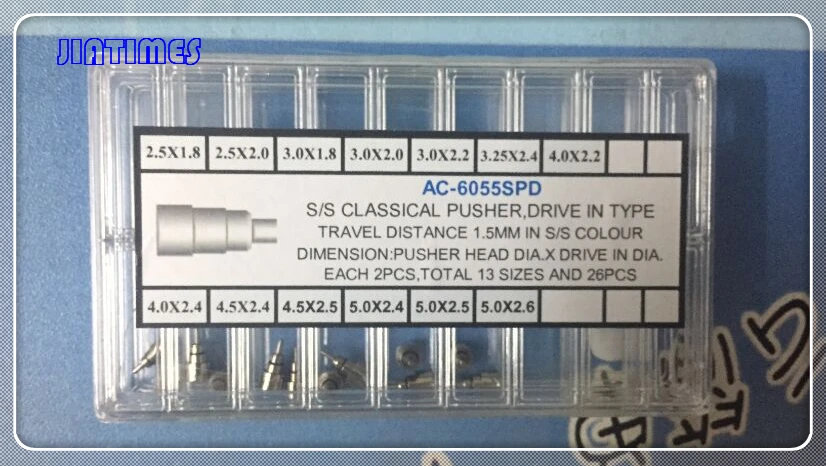 JIATIMES
2.5X1.8 2.5X2.0 3.0X1.8 3.0X2.0 3.0X2.2 3.25X2.4 4.0X2.2
AC-6055SPD
S/S CLASSICAL PUSHER,DRIVE IN TYPE
TRAVEL DISTANCE 1.5MM IN S/S COLOUR
DIMENSION:PUSHER HEAD DIA.X DRIVE IN DIA.
EACH 2PCS,TOTAL 13 SIZES AND 26PCS
4.0X2.4 4.5X2.4 4.5X2.5 5.0X2.4 5.0X2.5 5.0X2.6